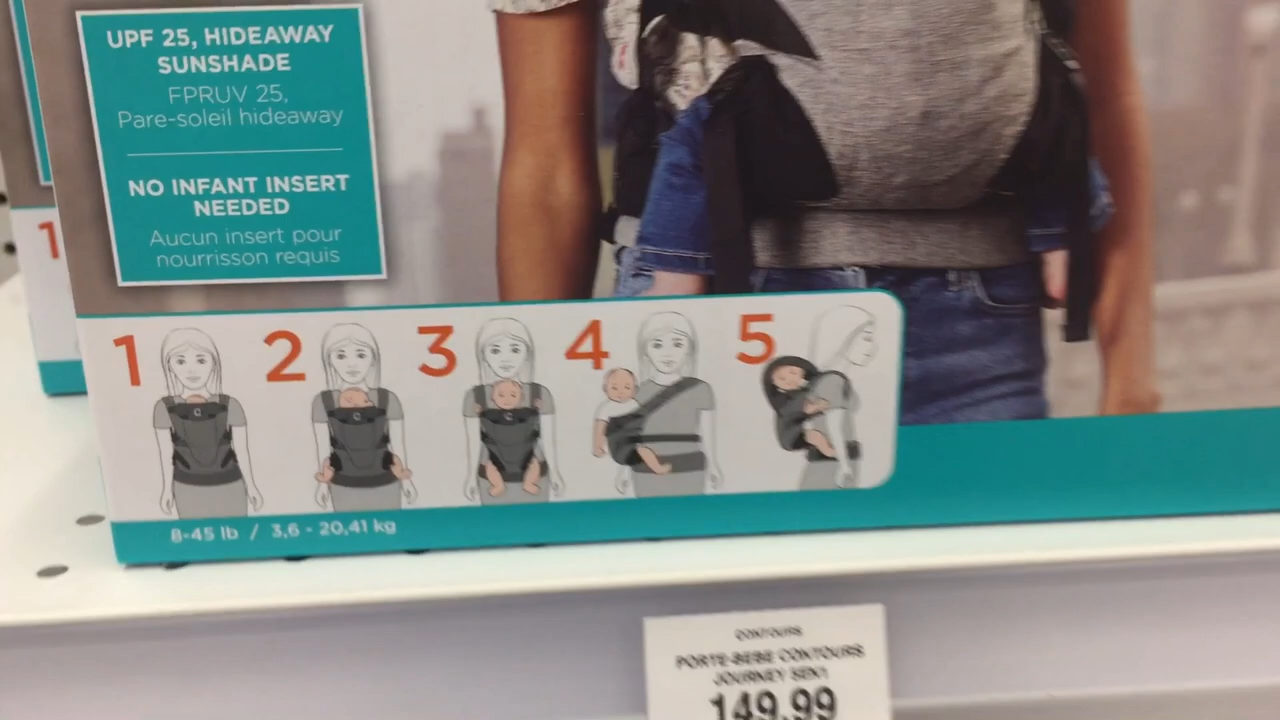 UPF 25, HIDEAWAY
SUNSHADE
FPRUV 25,
Pare-soleil hideaway
NO INFANT INSERT
NEEDED
Aucun insert pour
nourrisson requis
1
1 2 3 4 5
8-45 lb / 3,6 - 20,41 kg
CONTOURS
PORTE-BEBE CONTOURS
JOURNEY 5EN1
149.99